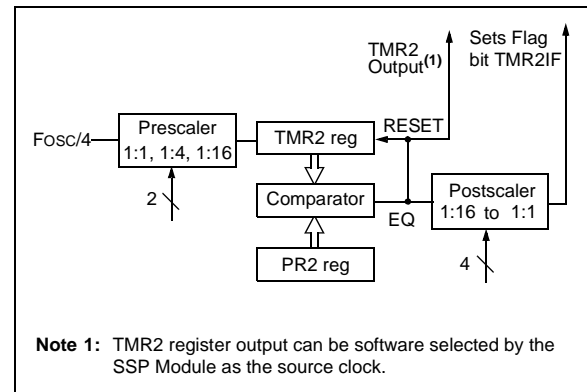 TMR2
Output(1)
Sets Flag
bit TMR2IF
FOSC/4
Prescaler
1:1, 1:4, 1:16
2
TMR2 reg
RESET
Comparator
EQ
Postscaler
1:16 to 1:1
4
PR2 reg
Note 1: TMR2 register output can be software selected by the
SSP Module as the source clock.